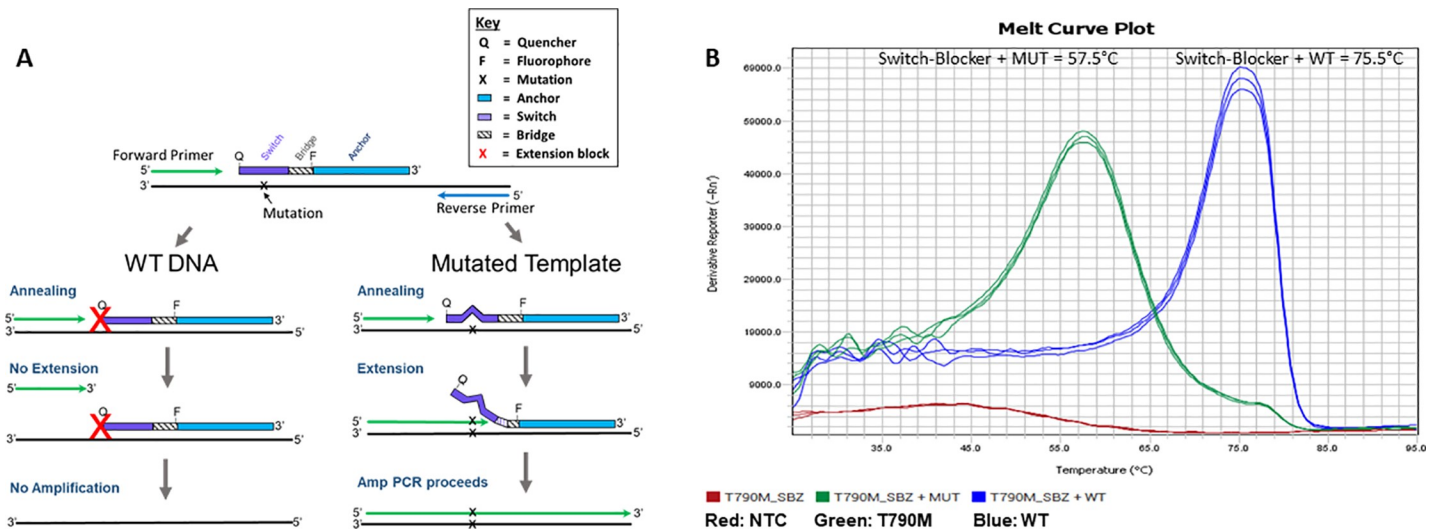 A
Key
Q = Quencher
F = Fluorophore
X = Mutation
= Anchor
= Switch
= Bridge
X = Extension block
Forward Primer
Q
Switch
Bridge
F
Anchor
5'
3'
3'
5'
X
Mutation
Reverse Primer
WT DNA
Annealing
Q
X
F
5'
3'
3'
5'
No Extension
5'
3'
Q
X
F
3'
3'
5'
No Amplification
3'
5'
Mutated Template
Annealing
Q
F
5'
3'
3'
X
5'
Extension
Q
F
5'
X
3'
3'
X
5'
Amp PCR proceeds
5'
X
3'
3'
X
5'
B
Melt Curve Plot
Switch-Blocker + MUT = 57.5°C
Switch-Blocker + WT = 75.5°C
69000.0
59000.0
49000.0
39000.0
29000.0
19000.0
9000.0
Derivative Reporter (-Rn')
35.0 45.0 55.0 65.0 75.0 85.0 95.0
Temperature (°C)
T790M_SBZ T790M_SBZ + MUT T790M_SBZ + WT
Red: NTC Green: T790M Blue: WT